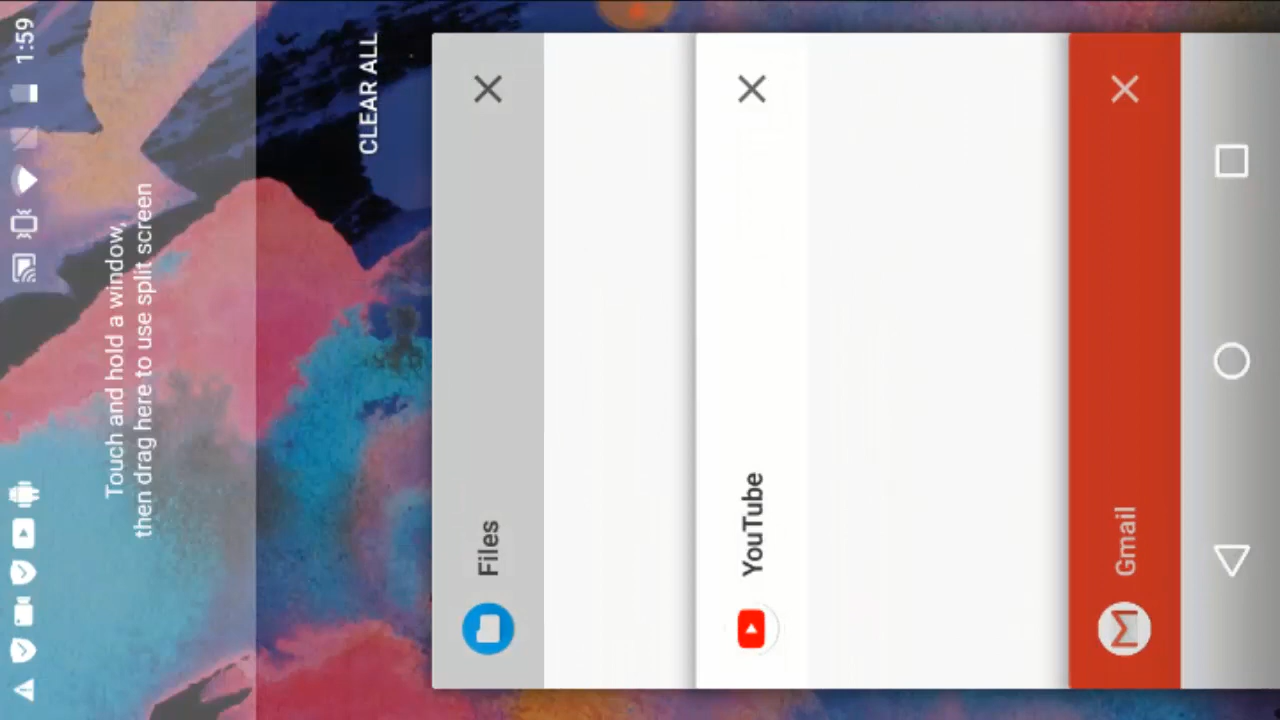 1:59
Touch and hold a window,
then drag here to use split screen
CLEAR ALL
Files
YouTube
Gmail